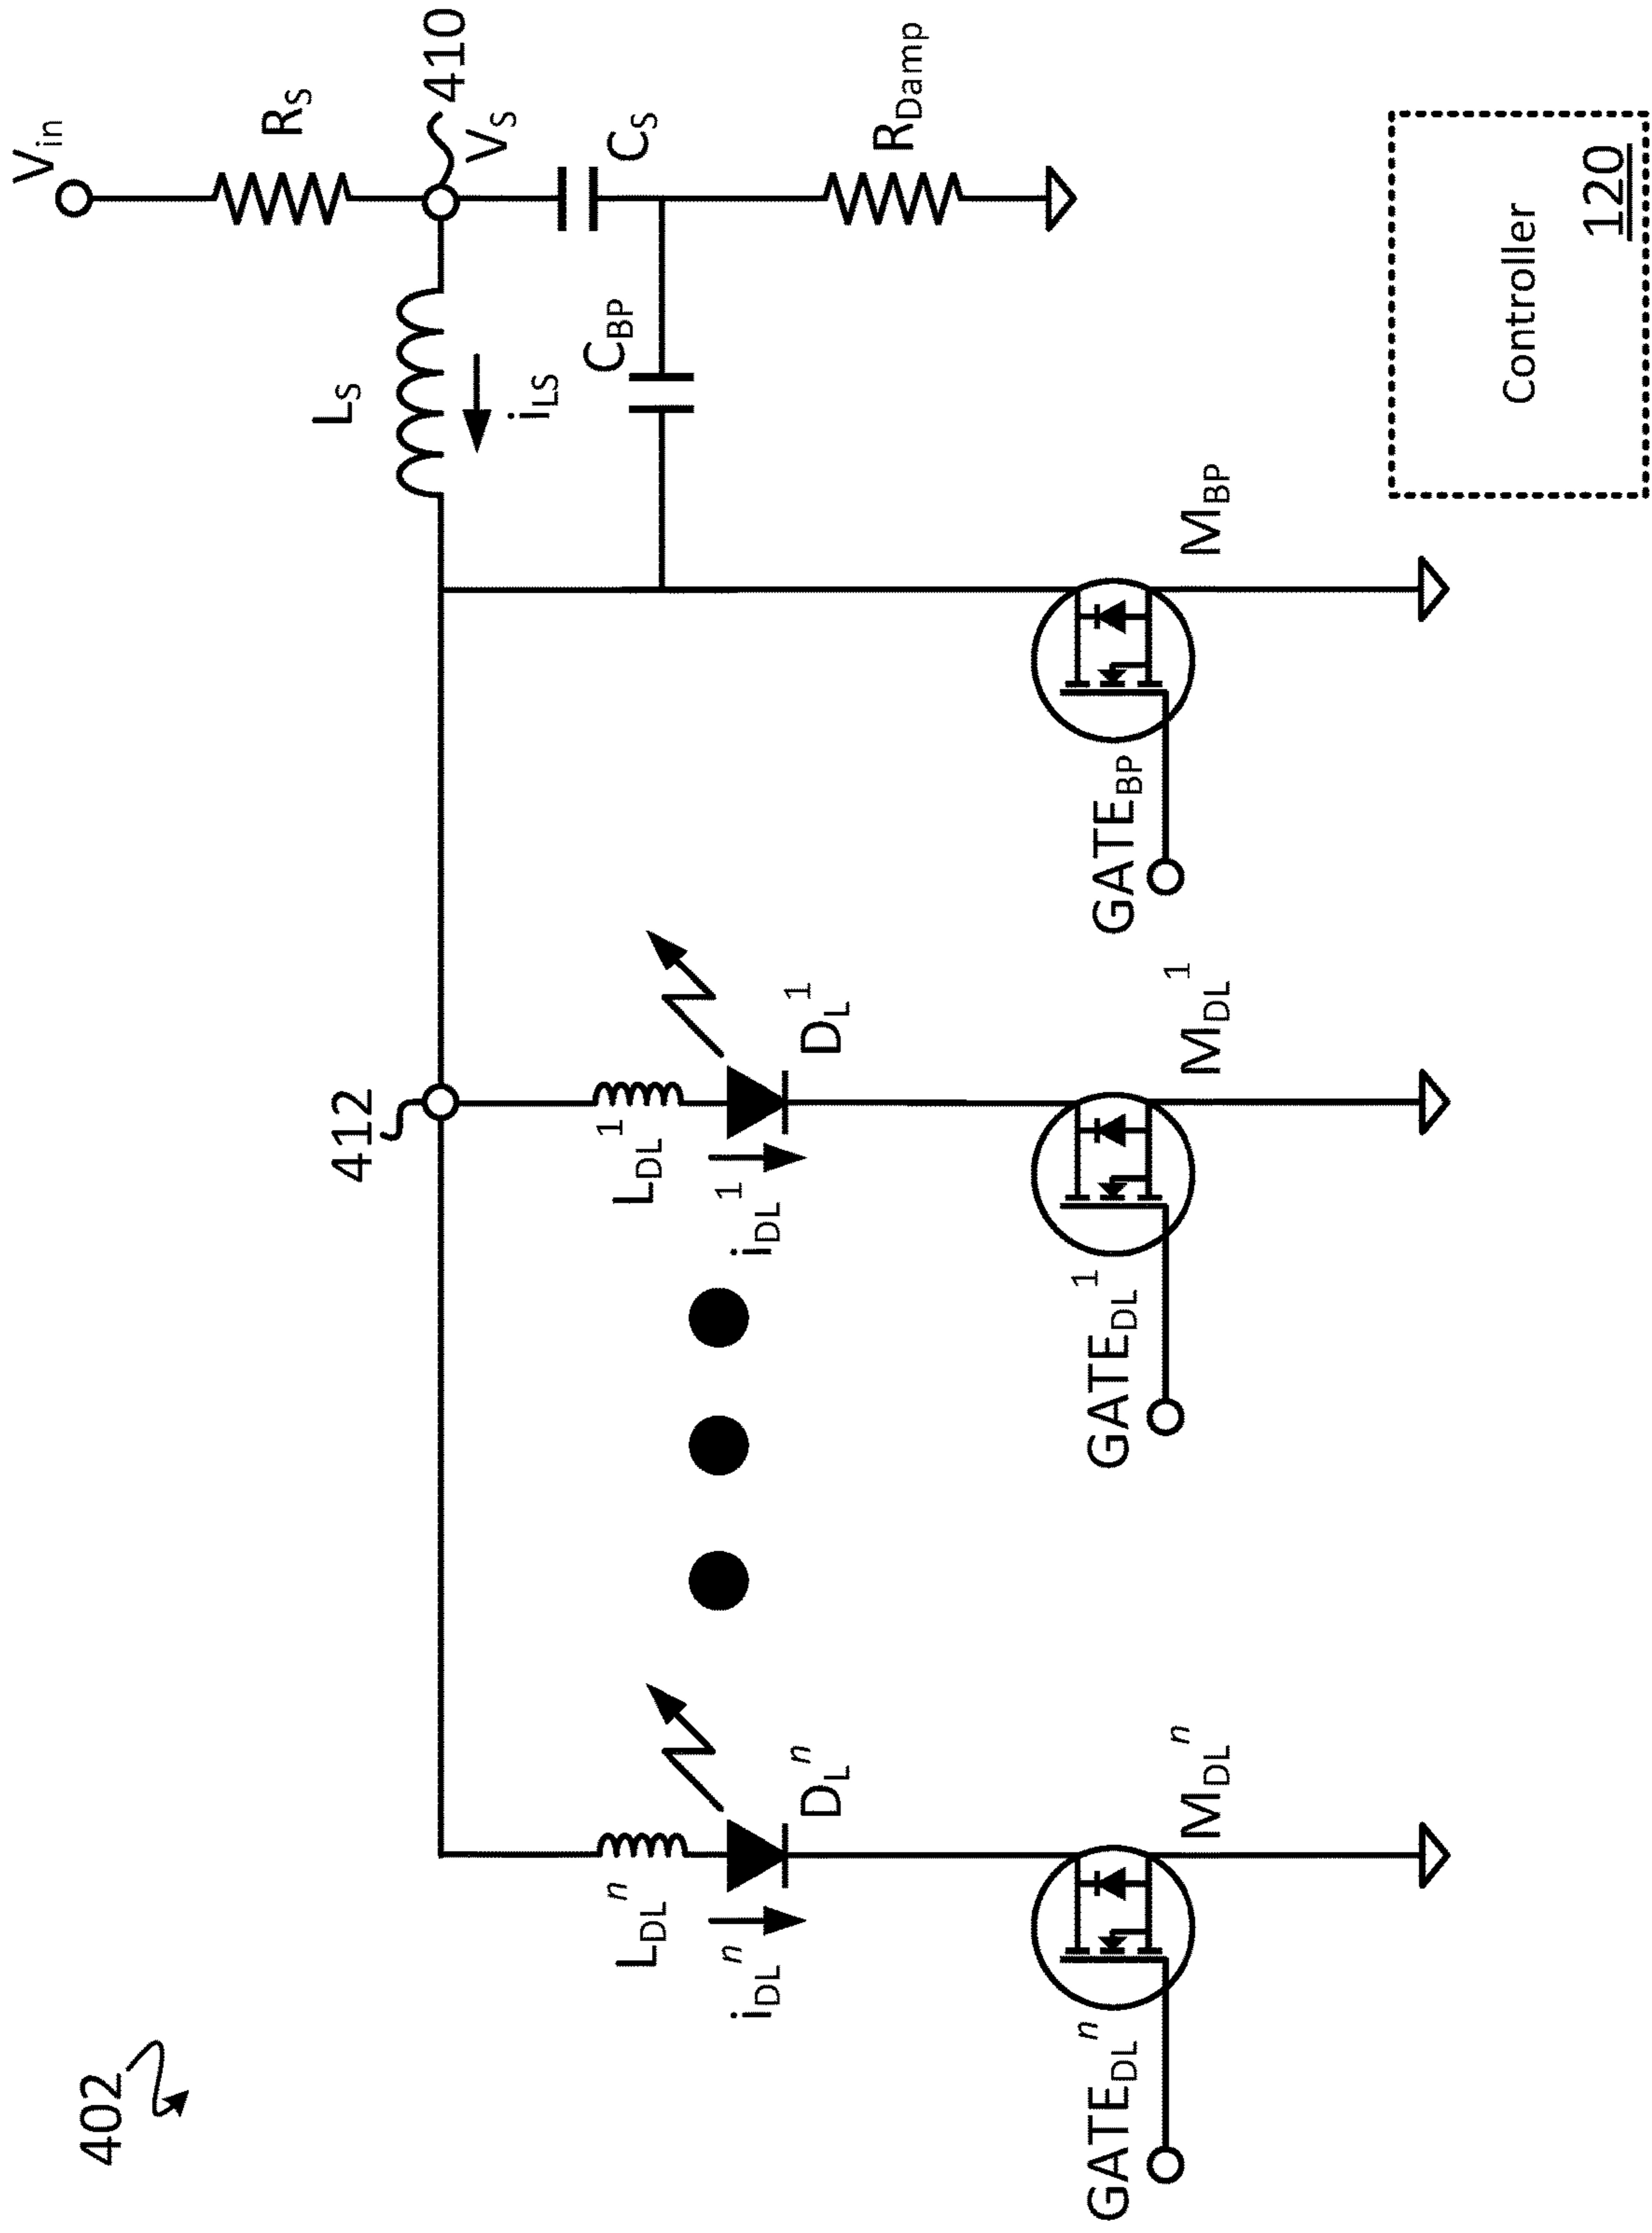 402
V_in
R_S
410
V_S
L_S
i_LS
C_S
C_BP
R_Damp
412
L_DL^n
i_DL^n
D_L^n
L_DL^1
i_DL^1
D_L^1
GATE_DL^n
M_DL^n
GATE_DL^1
M_DL^1
GATE_BP
M_BP
Controller
120